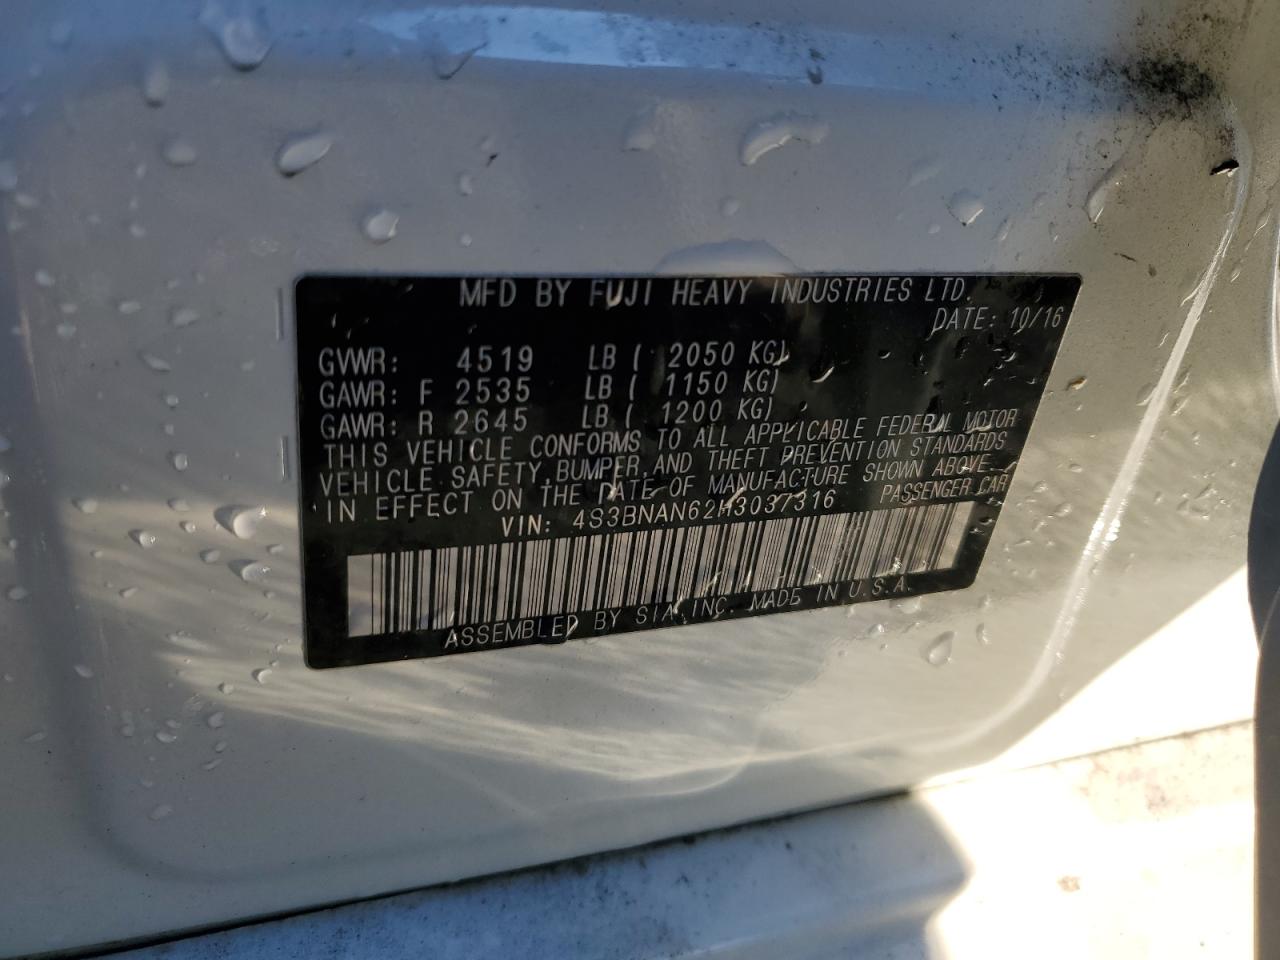 MFD BY FUJI HEAVY INDUSTRIES LTD.
DATE: 10/16
GVWR: 4519 LB ( 2050 KG)
GAWR: F 2535 LB ( 1150 KG)
GAWR: R 2645 LB ( 1200 KG)
THIS VEHICLE CONFORMS TO ALL APPLICABLE FEDERAL MOTOR
VEHICLE SAFETY, BUMPER, AND THEFT PREVENTION STANDARDS
IN EFFECT ON THE DATE OF MANUFACTURE SHOWN ABOVE.
VIN: 4S3BNAN62H3037316 PASSENGER CAR
ASSEMBLED BY SIA, INC. MADE IN U.S.A.